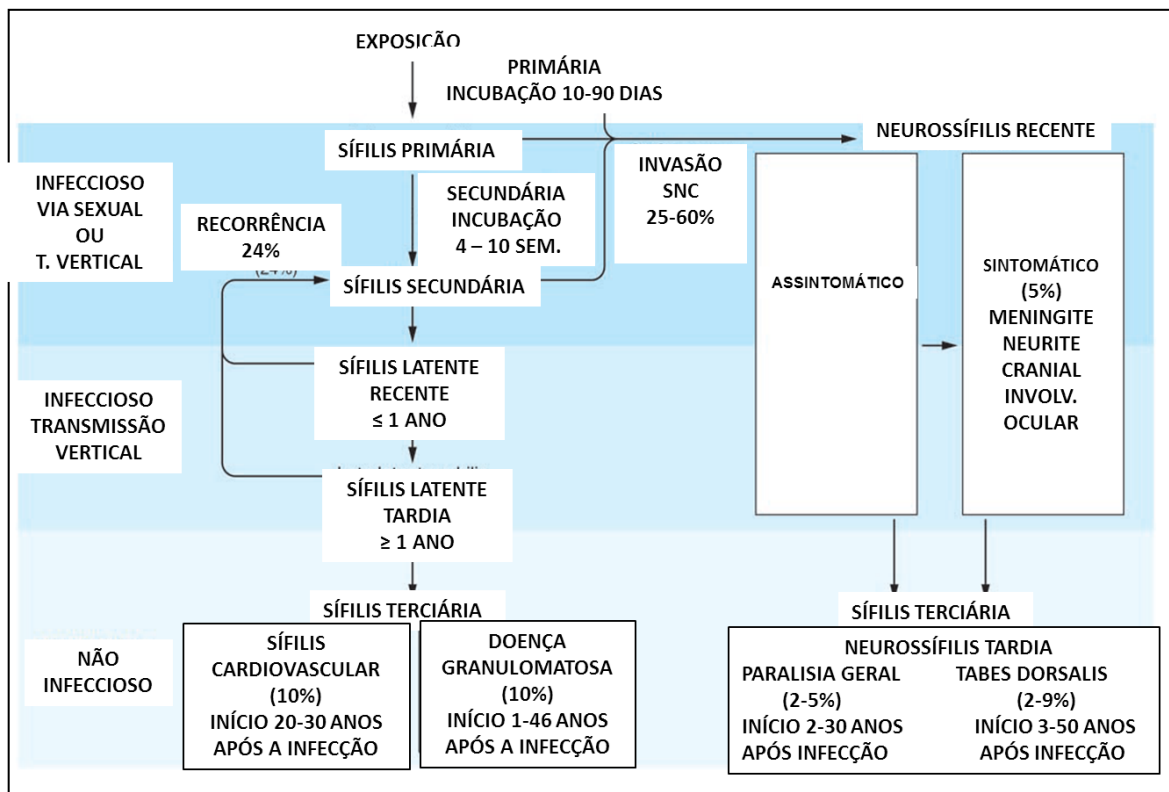 EXPOSIÇÃO
PRIMÁRIA
INCUBAÇÃO 10-90 DIAS
SÍFILIS PRIMÁRIA
NEUROSSÍFILIS RECENTE
INFECCIOSO
VIA SEXUAL
OU
T. VERTICAL
RECORRÊNCIA
24%
(24%)
SECUNDÁRIA
INCUBAÇÃO
4 – 10 SEM.
INVASÃO
SNC
25-60%
SÍFILIS SECUNDÁRIA
ASSINTOMÁTICO
SINTOMÁTICO
(5%)
MENINGITE
NEURITE
CRANIAL
INVOLV.
OCULAR
INFECCIOSO
TRANSMISSÃO
VERTICAL
SÍFILIS LATENTE
RECENTE
≤ 1 ANO
SÍFILIS LATENTE
TARDIA
≥ 1 ANO
NÃO
INFECCIOSO
SÍFILIS TERCIÁRIA
SÍFILIS
CARDIOVASCULAR
(10%)
INÍCIO 20-30 ANOS
APÓS A INFECÇÃO
DOENÇA
GRANULOMATOSA
(10%)
INÍCIO 1-46 ANOS
APÓS A INFECÇÃO
SÍFILIS TERCIÁRIA
NEUROSSÍFILIS TARDIA
PARALISIA GERAL
(2-5%)
INÍCIO 2-30 ANOS
APÓS INFECÇÃO
TABES DORSALIS
(2-9%)
INÍCIO 3-50 ANOS
APÓS INFECÇÃO